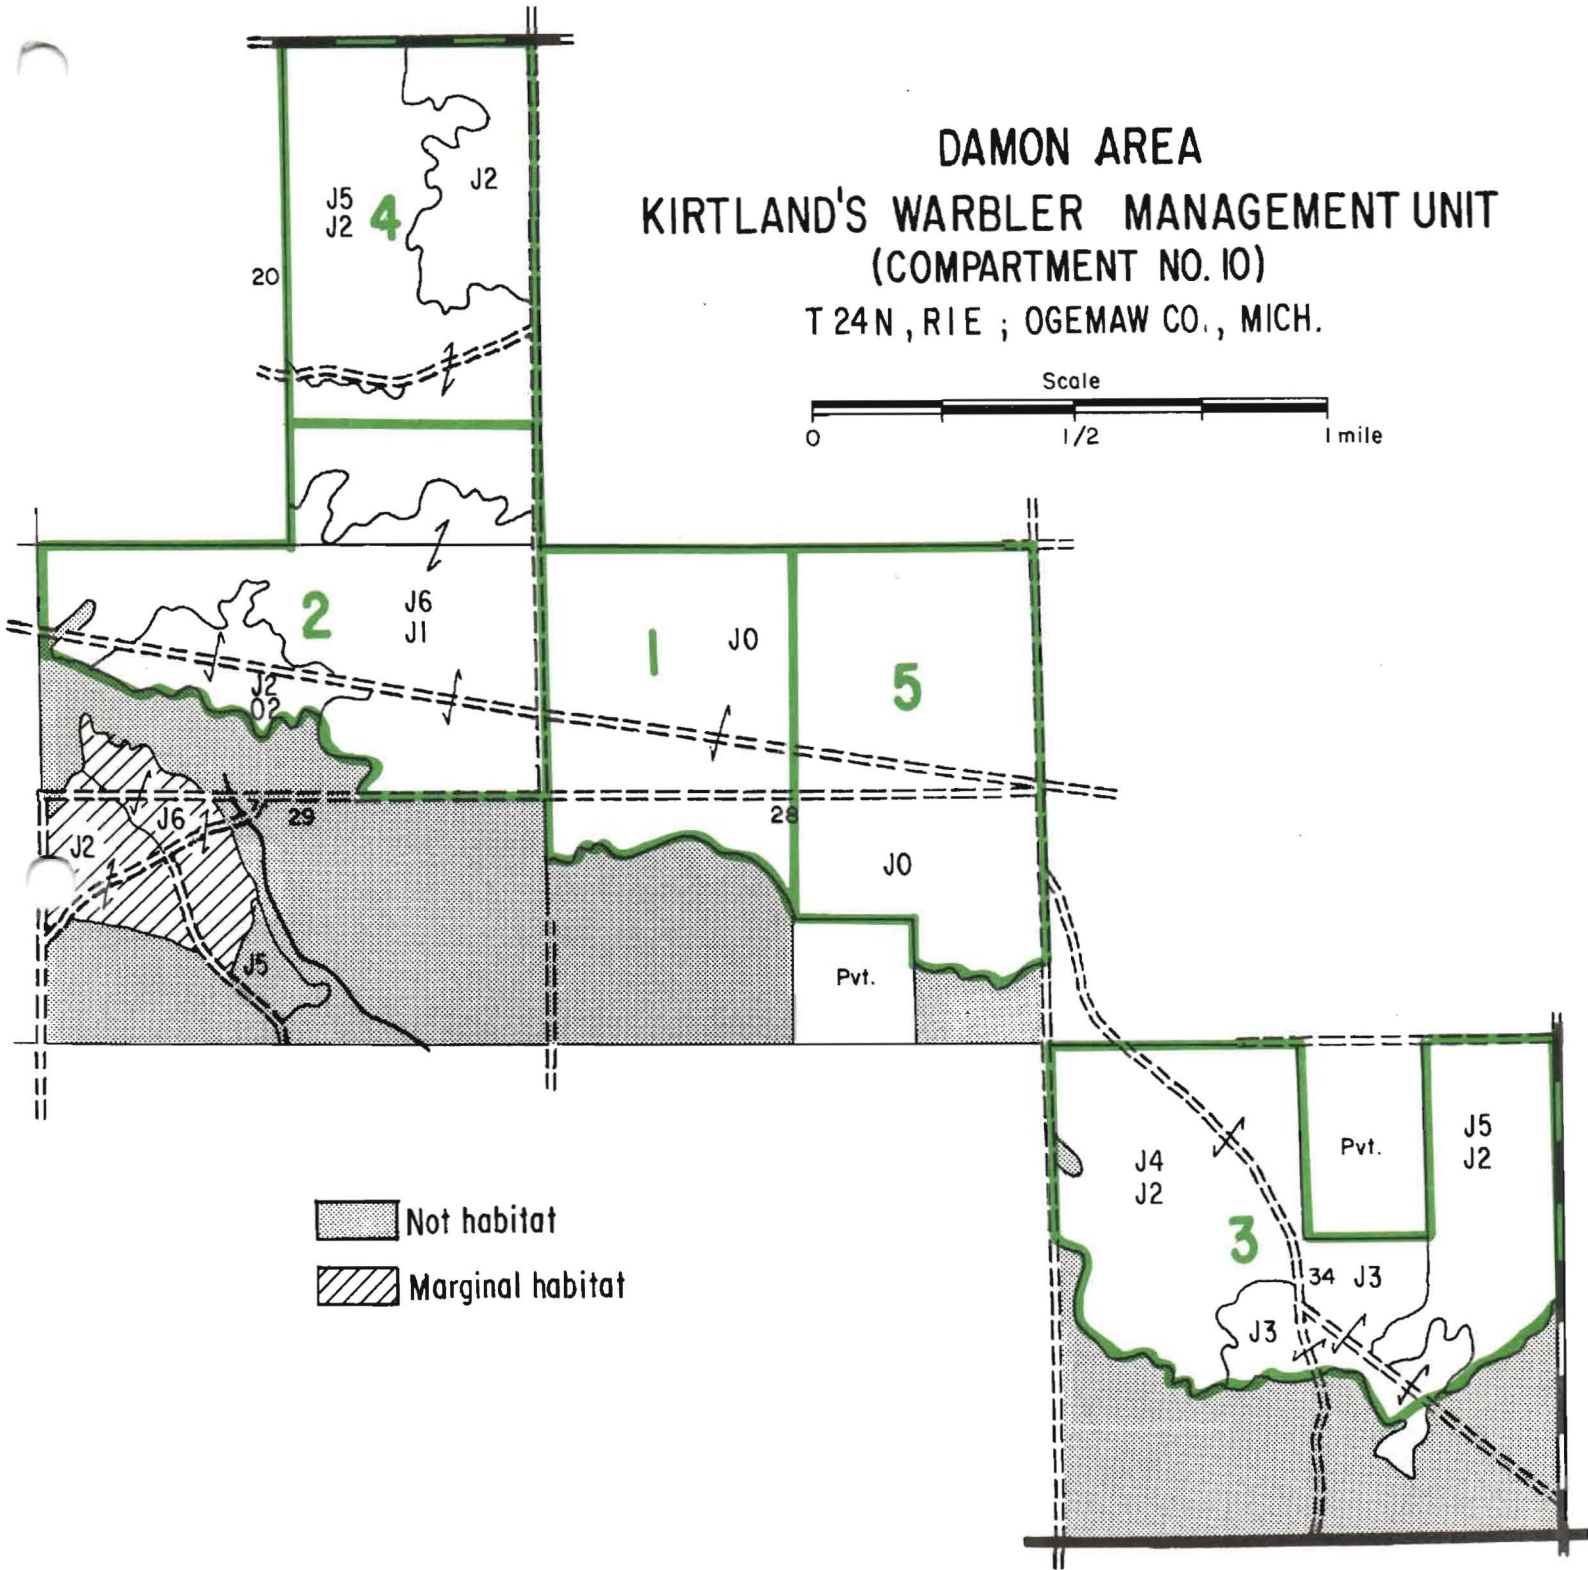 DAMON AREA
KIRTLAND'S WARBLER MANAGEMENT UNIT
(COMPARTMENT NO. 10)
T 24 N, R1E ; OGEMAW CO., MICH.
Scale
0 1/2 1 mile
J2
J5
J2
4
20
2
J6
J1
J2
O2
1
J0
5
28
J0
Pvt.
29
J6
J2
J5
J4
J2
3
Pvt.
J5
J2
34 J3
J3
Not habitat
Marginal habitat